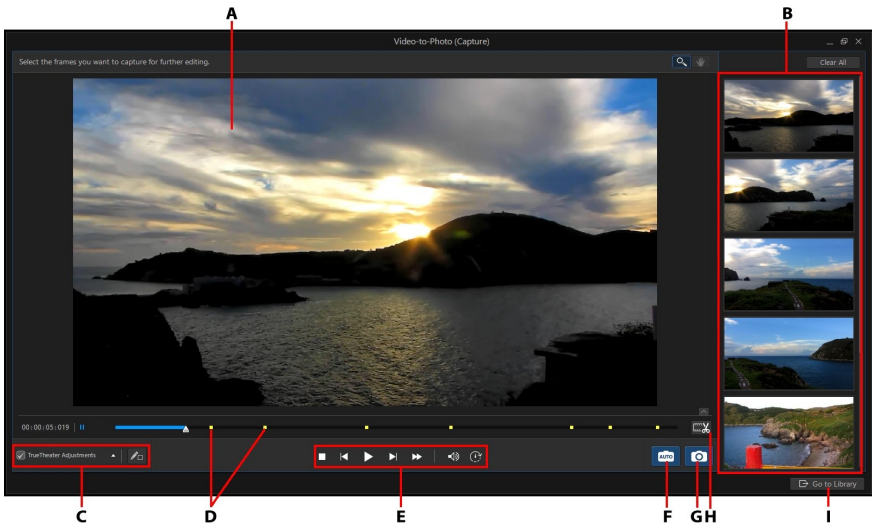 A
B
Video-to-Photo (Capture)
Select the frames you want to capture for further editing.
Clear All
00:00:05:019
TrueTheater Adjustments
AUTO
Go to Library
C
D
E
F
G
H
I